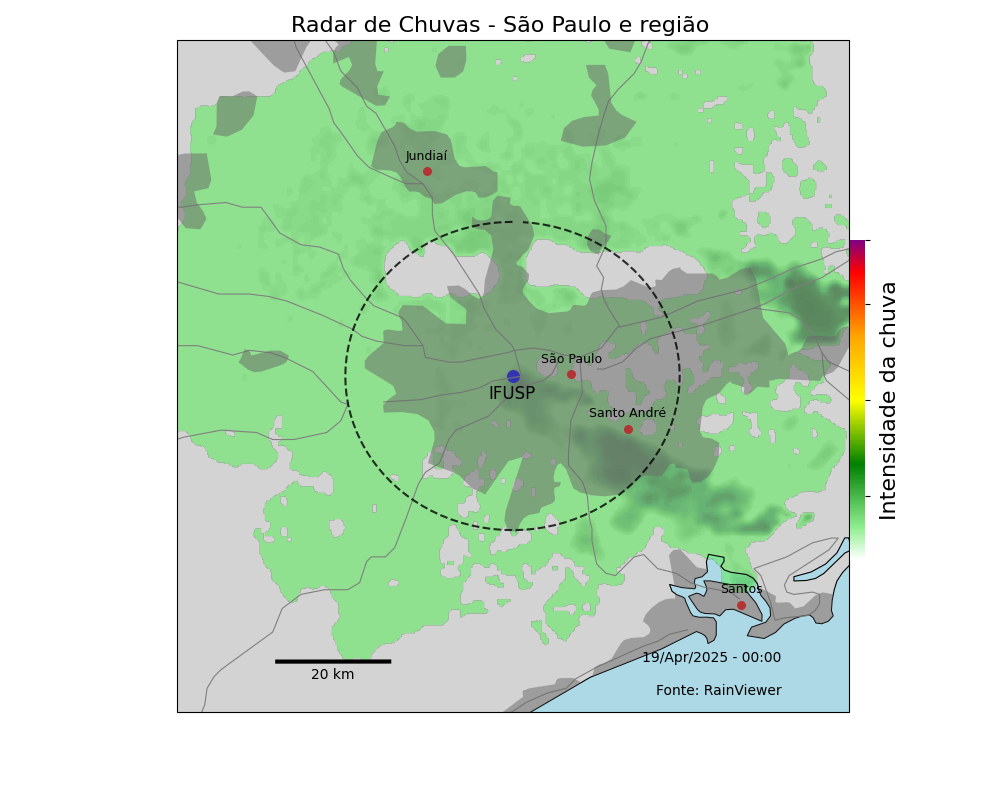 Radar de Chuvas - São Paulo e região
Jundiaí
São Paulo
IFUSP
Santo André
Intensidade da chuva
Santos
19/Apr/2025 - 00:00
20 km
Fonte: RainViewer